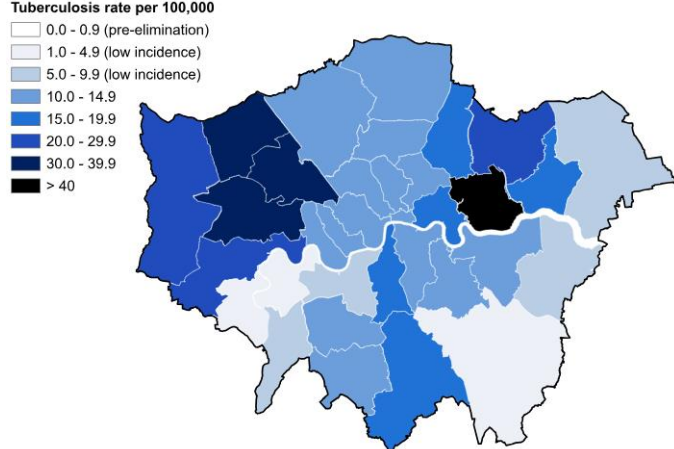 Tuberculosis rate per 100,000
0.0 - 0.9 (pre-elimination)
1.0 - 4.9 (low incidence)
5.0 - 9.9 (low incidence)
10.0 - 14.9
15.0 - 19.9
20.0 - 29.9
30.0 - 39.9
> 40